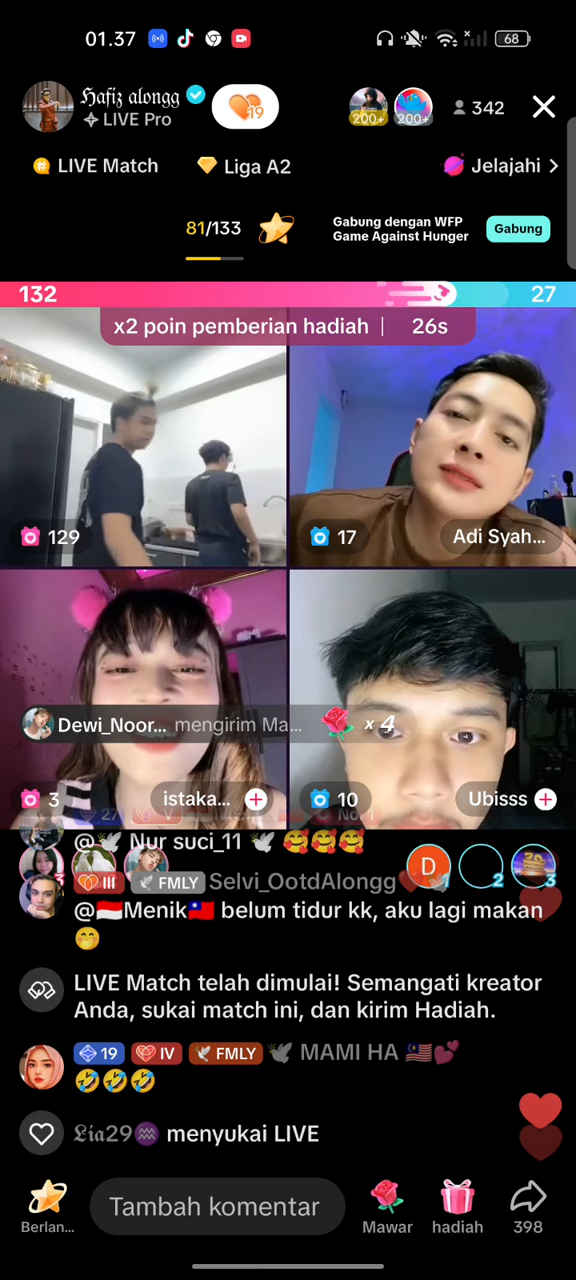 01.37
68
ℌafiz alongg
LIVE Pro
19
200+
200+
342
LIVE Match
Liga A2
Jelajahi
81/133
Gabung dengan WFP
Game Against Hunger
Gabung
132
27
x2 poin pemberian hadiah | 26s
129
17
Adi Syah...
Dewi_Noor... mengirim Ma... x 4
3
istaka...
10
Ubisss
27 V No. 1
@🕊️ Nur suci_11 🕊️ 🥰🥰🥰
D 1 2 3
III FMLY Selvi_OotdAlongg❤️🕊️
@🇮🇩Menik🇹🇼 belum tidur kk, aku lagi makan
🤭
LIVE Match telah dimulai! Semangati kreator
Anda, sukai match ini, dan kirim Hadiah.
19 IV FMLY 🕊️ MAMI HA 🇲🇾💕
🤣🤣🤣
𝔏𝔦𝔞29♒ menyukai LIVE
Berlan...
Tambah komentar
Mawar
hadiah
398